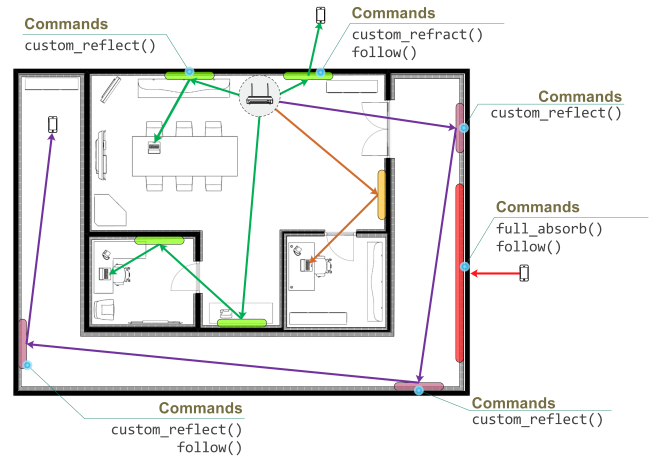 Commands
custom_reflect()
Commands
custom_refract()
follow()
Commands
custom_reflect()
Commands
full_absorb()
follow()
Commands
custom_reflect()
Commands
custom_reflect()
follow()